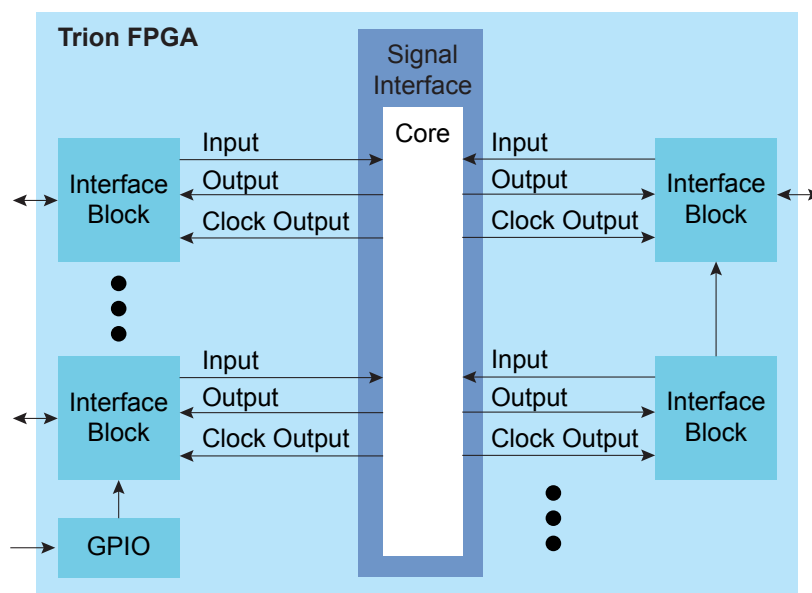 Trion FPGA
Signal
Interface
Core
Interface
Block
Input
Output
Clock Output
Input
Output
Clock Output
Interface
Block
Interface
Block
Input
Output
Clock Output
Input
Output
Clock Output
Interface
Block
GPIO